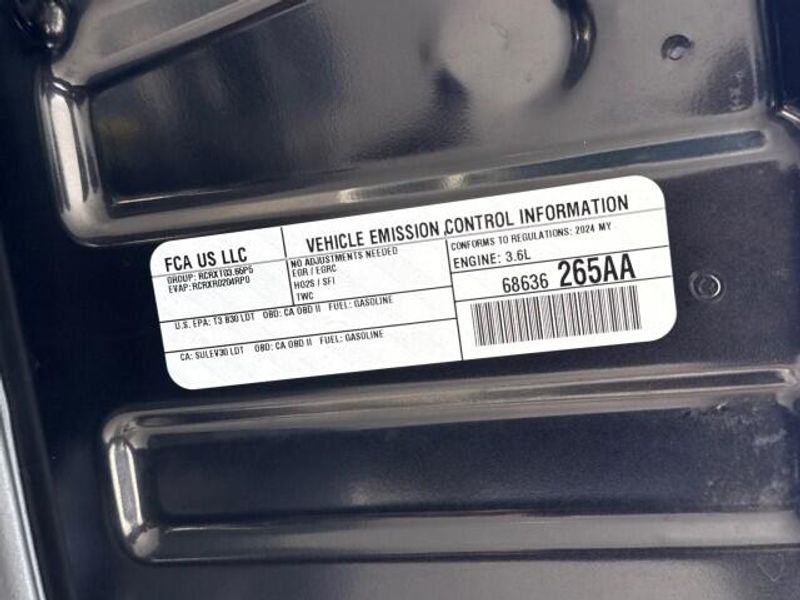 FCA US LLC
GROUP: RCRXT03.65P5
EVAP:RCRXR0204RP0
VEHICLE EMISSION CONTROL INFORMATION
NO ADJUSTMENTS NEEDED
EGR / EGRC
HO2S / SFI
TWC
CONFORMS TO REGULATIONS: 2024 MY
ENGINE: 3.6L
68636 265AA
U.S. EPA: T3 B30 LDT OBD: CA OBD II FUEL: GASOLINE
CA: SULEV30 LDT OBD: CA OBD II FUEL: GASOLINE